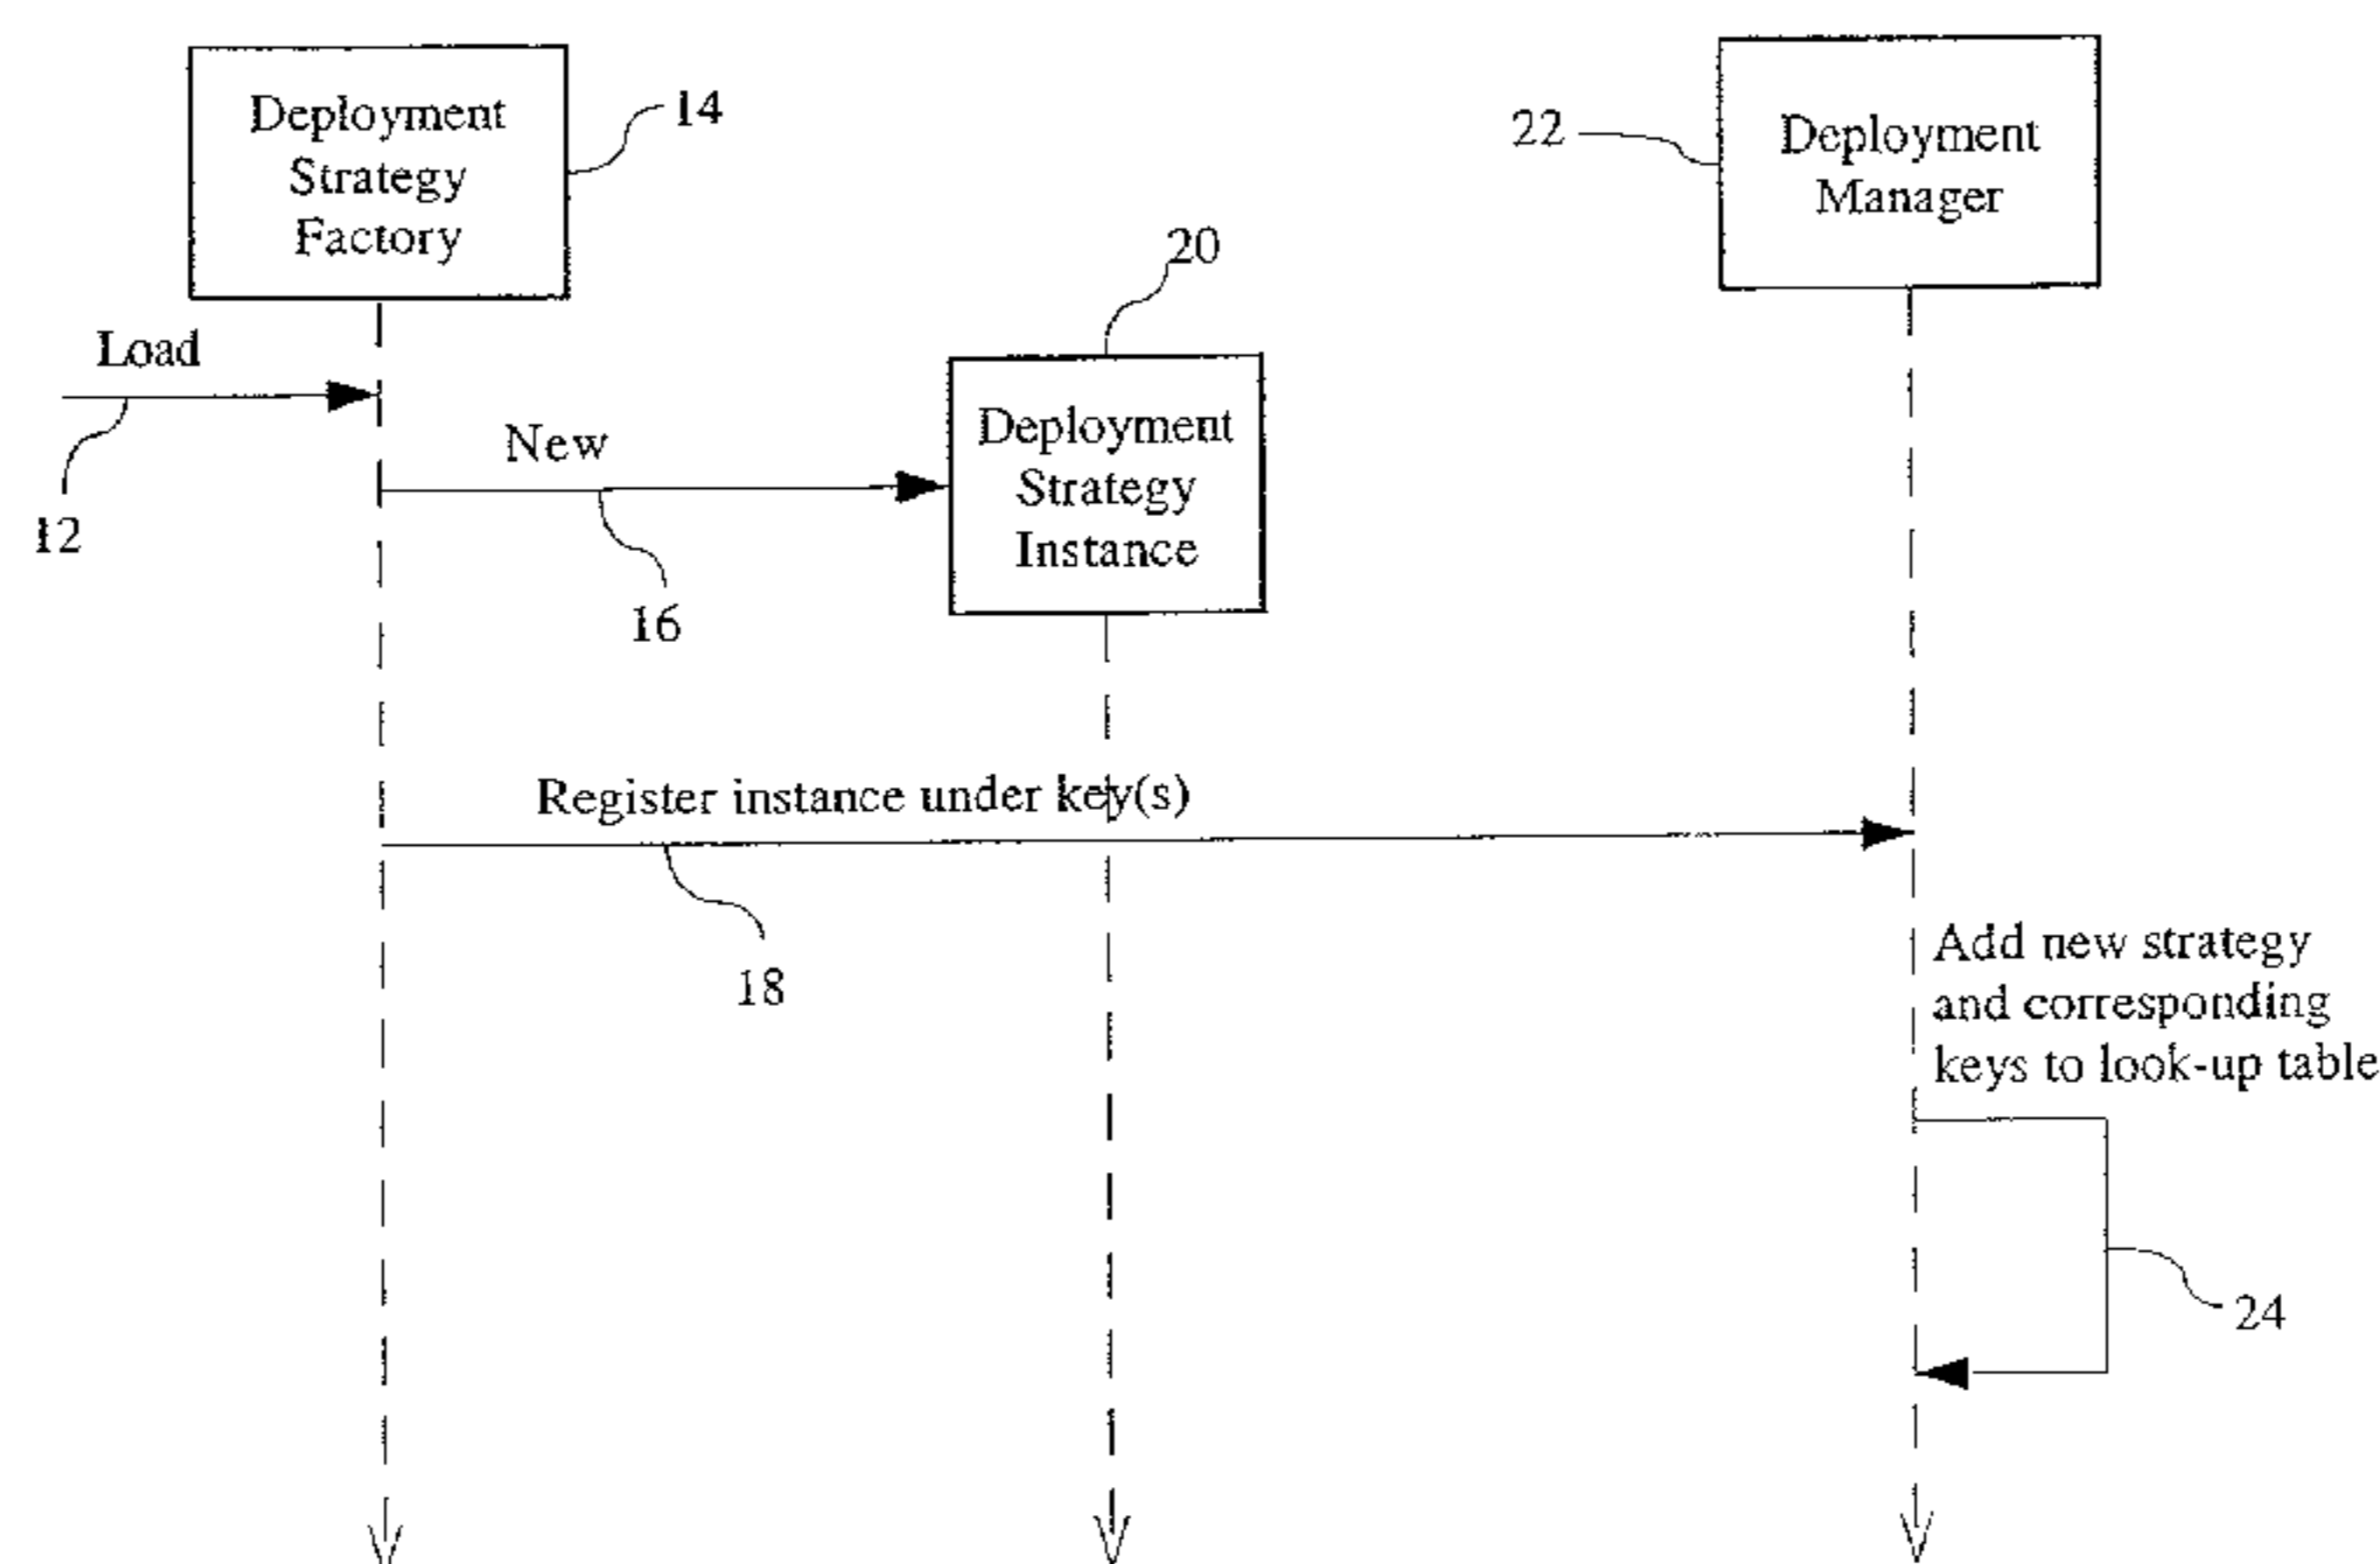 Deployment
Strategy
Factory
14
22
Deployment
Manager
20
Load
12
New
16
Deployment
Strategy
Instance
Register instance under key(s)
18
Add new strategy
and corresponding
keys to look-up table
24